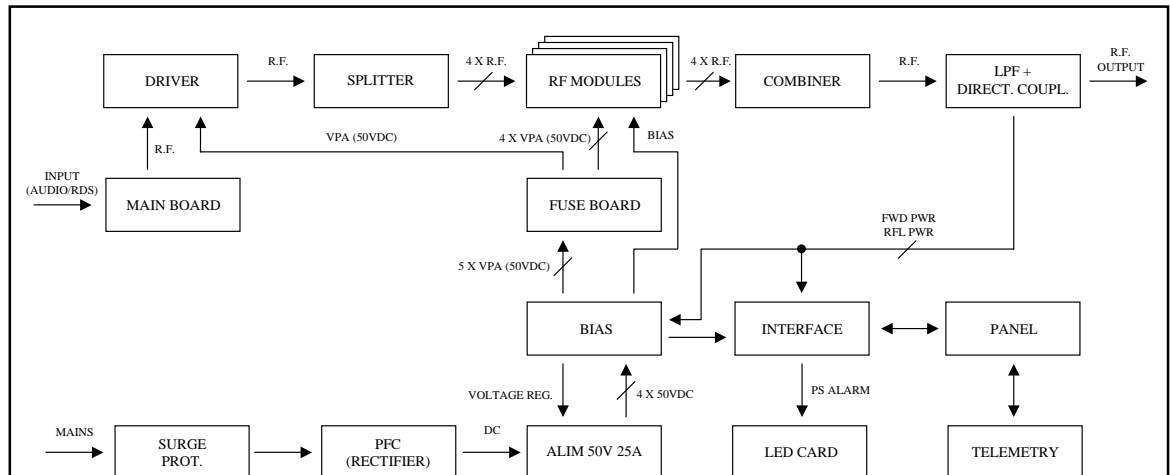 R.F.
4 X R.F.
4 X R.F.
R.F.
R.F.
OUTPUT
DRIVER
SPLITTER
RF MODULES
COMBINER
LPF +
DIRECT. COUPL.
VPA (50VDC)
4 X VPA (50VDC)
BIAS
R.F.
INPUT
(AUDIO/RDS)
MAIN BOARD
FUSE BOARD
FWD PWR
RFL PWR
5 X VPA (50VDC)
BIAS
INTERFACE
PANEL
VOLTAGE REG.
4 X 50VDC
PS ALARM
MAINS
SURGE
PROT.
PFC
(RECTIFIER)
DC
ALIM 50V 25A
LED CARD
TELEMETRY